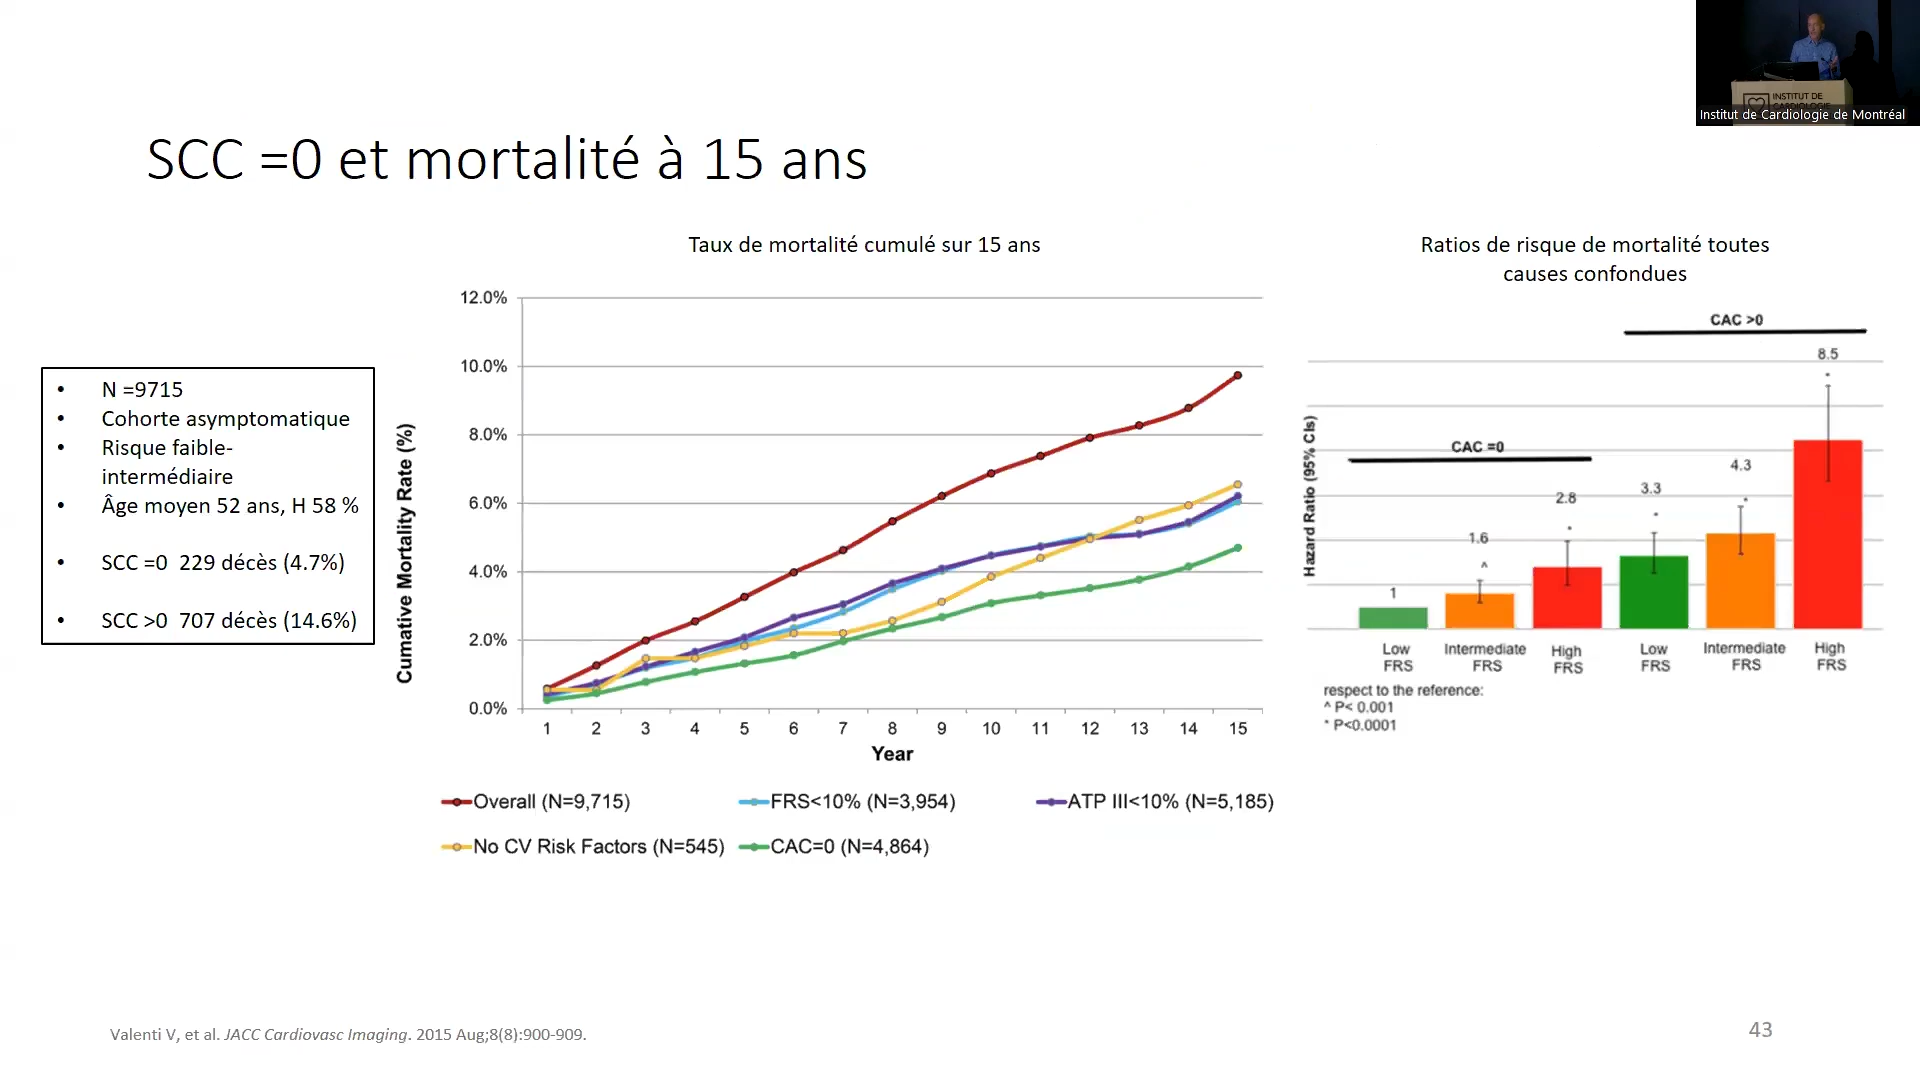 INSTITUT DE
CARDIOLOGIE
Institut de Cardiologie de Montréal
SCC =0 et mortalité à 15 ans
• N =9715
• Cohorte asymptomatique
• Risque faible-
intermédiaire
• Âge moyen 52 ans, H 58 %
• SCC =0 229 décès (4.7%)
• SCC >0 707 décès (14.6%)
Taux de mortalité cumulé sur 15 ans
Cumative Mortality Rate (%)
12.0%
10.0%
8.0%
6.0%
4.0%
2.0%
0.0%
1 2 3 4 5 6 7 8 9 10 11 12 13 14 15
Year
Overall (N=9,715) FRS<10% (N=3,954) ATP III<10% (N=5,185)
No CV Risk Factors (N=545) CAC=0 (N=4,864)
Ratios de risque de mortalité toutes
causes confondues
Hazard Ratio (95% CIs)
CAC >0
8.5
*
CAC =0
4.3
*
3.3
*
2.8
*
1.6
^
1
Low Intermediate High Low Intermediate High
FRS FRS FRS FRS FRS FRS
respect to the reference:
^ P< 0.001
* P<0.0001
Valenti V, et al. JACC Cardiovasc Imaging. 2015 Aug;8(8):900-909.
43